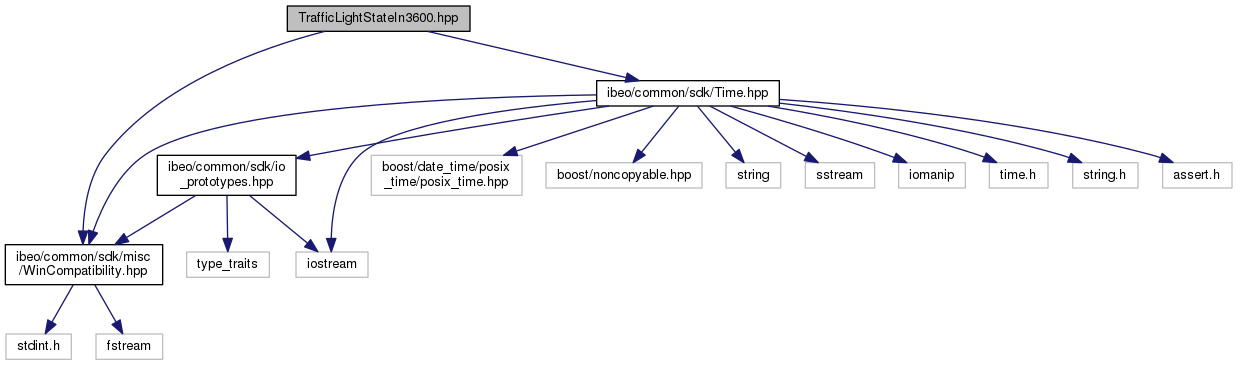 TrafficLightStateIn3600.hpp
ibeo/common/sdk/Time.hpp
ibeo/common/sdk/io
_prototypes.hpp
boost/date_time/posix
_time/posix_time.hpp
boost/noncopyable.hpp
string
sstream
iomanip
time.h
string.h
assert.h
ibeo/common/sdk/misc
/WinCompatibility.hpp
type_traits
iostream
stdint.h
fstream